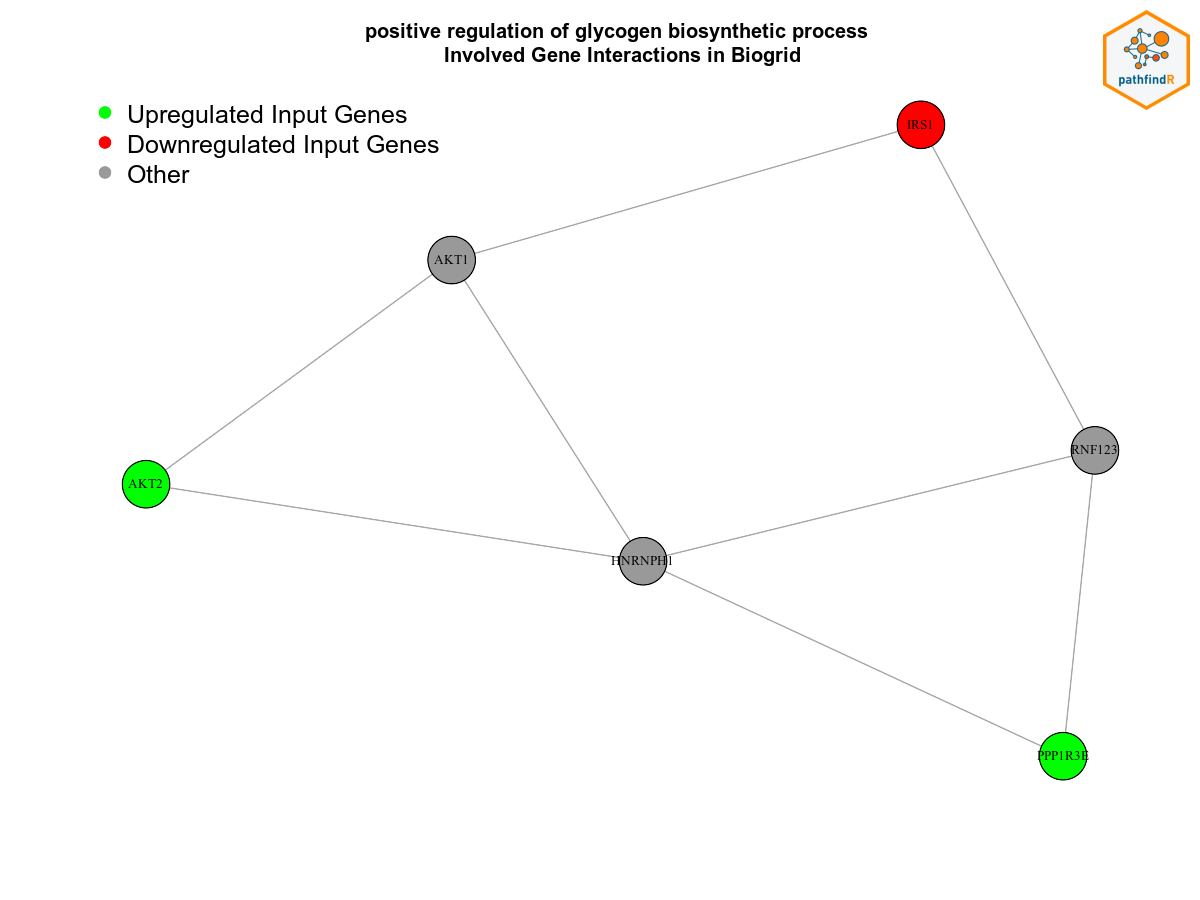 positive regulation of glycogen biosynthetic process
Involved Gene Interactions in Biogrid
pathfindR
Upregulated Input Genes
Downregulated Input Genes
Other
IRS1
AKT1
RNF123
AKT2
HNRNPH1
PPP1R3E